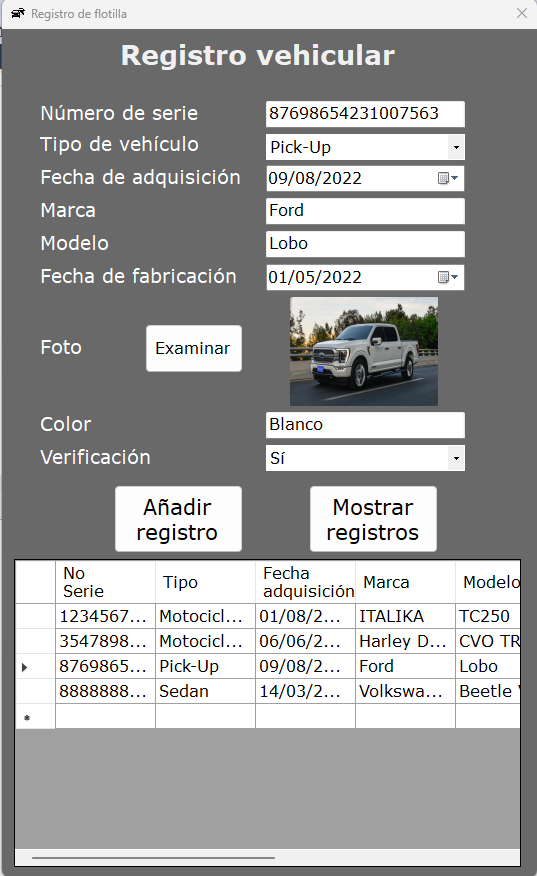 Registro de flotilla
Registro vehicular
Número de serie 87698654231007563
Tipo de vehículo Pick-Up
Fecha de adquisición 09/08/2022
Marca Ford
Modelo Lobo
Fecha de fabricación 01/05/2022
Foto Examinar
Color Blanco
Verificación Sí
Añadir registro Mostrar registros
No Serie Tipo Fecha adquisición Marca Modelo
1234567... Motocicl... 01/08/2... ITALIKA TC250
3547898... Motocicl... 06/06/2... Harley D... CVO TR
8769865... Pick-Up 09/08/2... Ford Lobo
8888888... Sedan 14/03/2... Volkswa... Beetle V